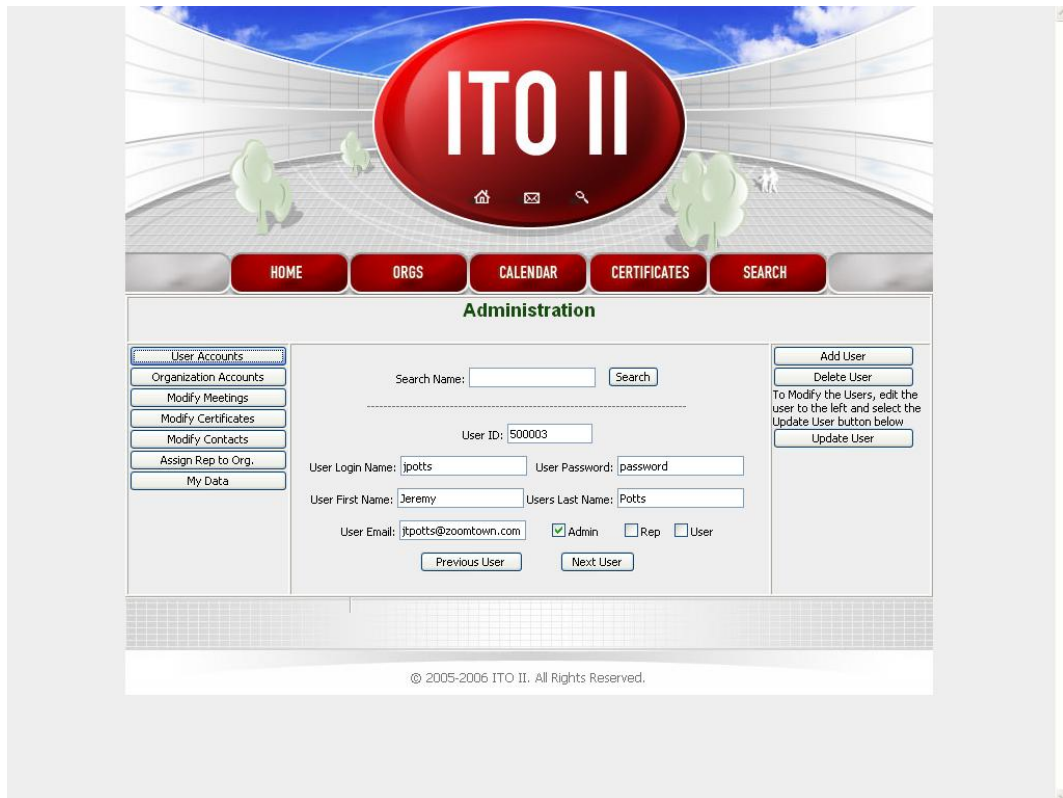 ITO II
HOME ORGS CALENDAR CERTIFICATES SEARCH
Administration
User Accounts
Organization Accounts
Modify Meetings
Modify Certificates
Modify Contacts
Assign Rep to Org.
My Data
Search Name: Search
--------------------------------------------------------------------------------
User ID: 500003
User Login Name: jpotts User Password: password
User First Name: Jeremy Users Last Name: Potts
User Email: jtpotts@zoomtown.com Admin Rep User
Previous User Next User
Add User
Delete User
To Modify the Users, edit the
user to the left and select the
Update User button below
Update User
© 2005-2006 ITO II. All Rights Reserved.